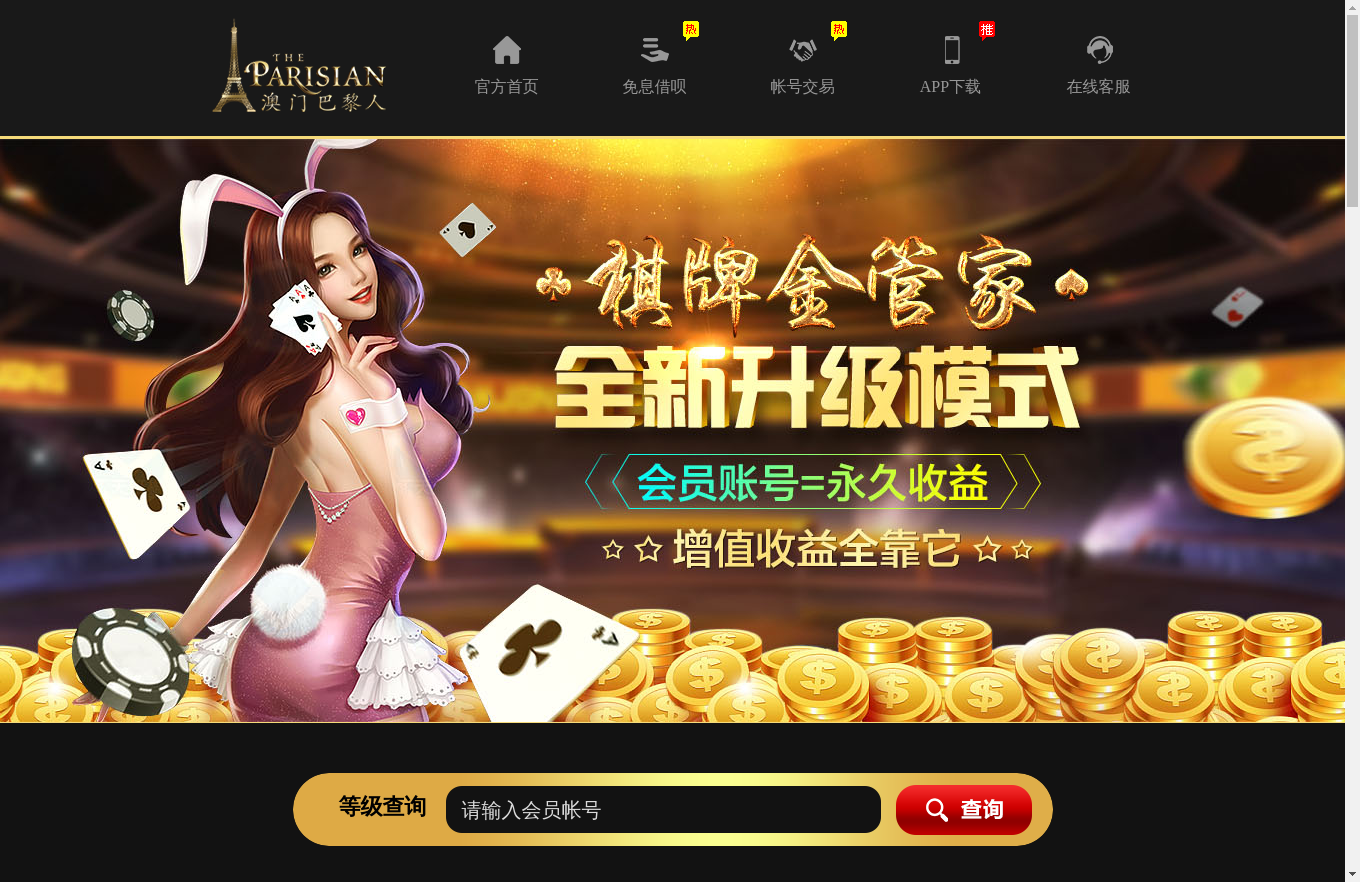 THE
PARISIAN
澳门巴黎人
官方首页
热
免息借呗
热
帐号交易
推
APP下载
在线客服
棋牌金管家
全新升级模式
会员账号=永久收益
增值收益全靠它
等级查询
请输入会员帐号
查询